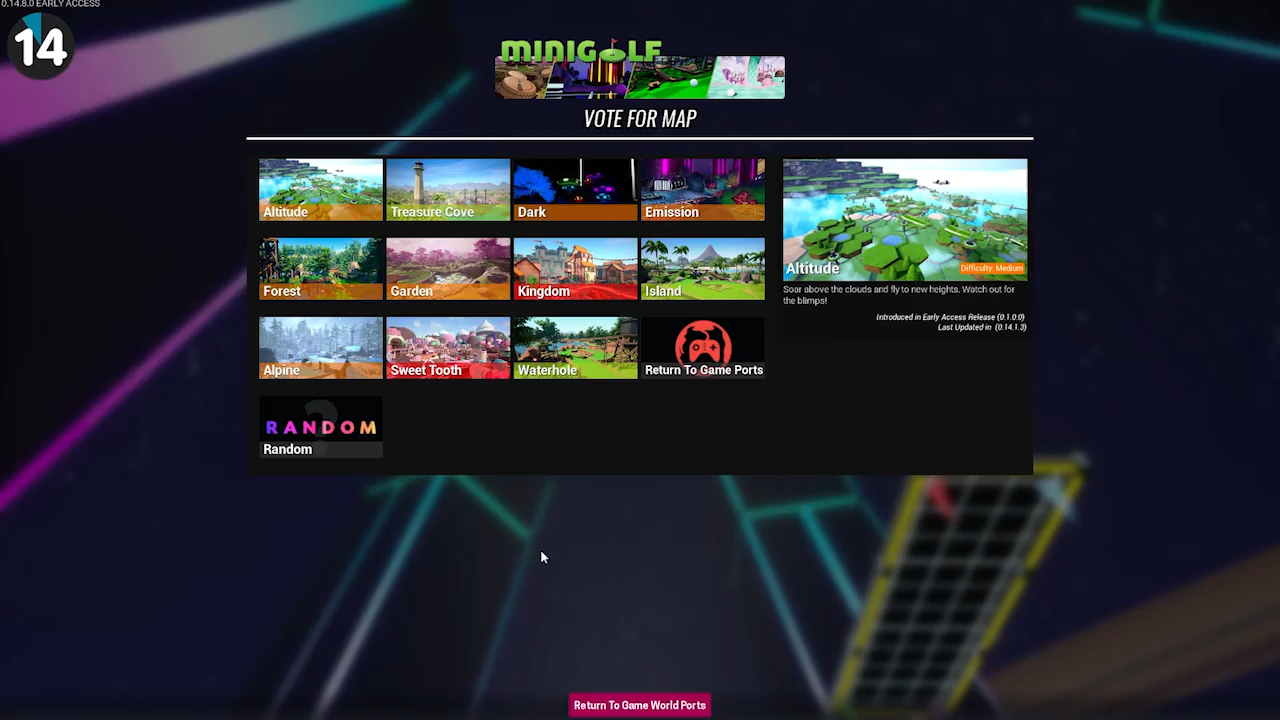 0.14.8.0 EARLY ACCESS
14
MINIGOLF
VOTE FOR MAP
Altitude
Treasure Cove
Dark
Emission
Forest
Garden
Kingdom
Island
Alpine
Sweet Tooth
Waterhole
Return To Game Ports
RANDOM
Random
Altitude
Difficulty: Medium
Soar above the clouds and fly to new heights. Watch out for
the blimps!
Introduced in Early Access Release (0.1.0.0)
Last Updated in (0.14.1.3)
Return To Game World Ports